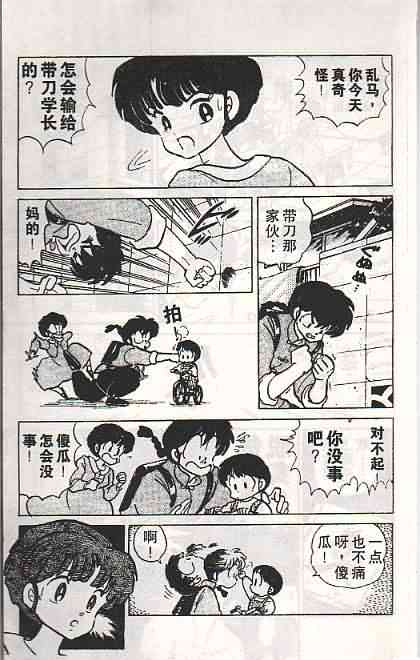 乱马，
你今天
真奇
怪！
怎会输给
带刀学长
的？
带刀那
家伙…
妈的！
拍
对不起！
你没事
吧？
傻瓜！
怎会没
事！
一点
也不痛
呀，傻
瓜！
啊！